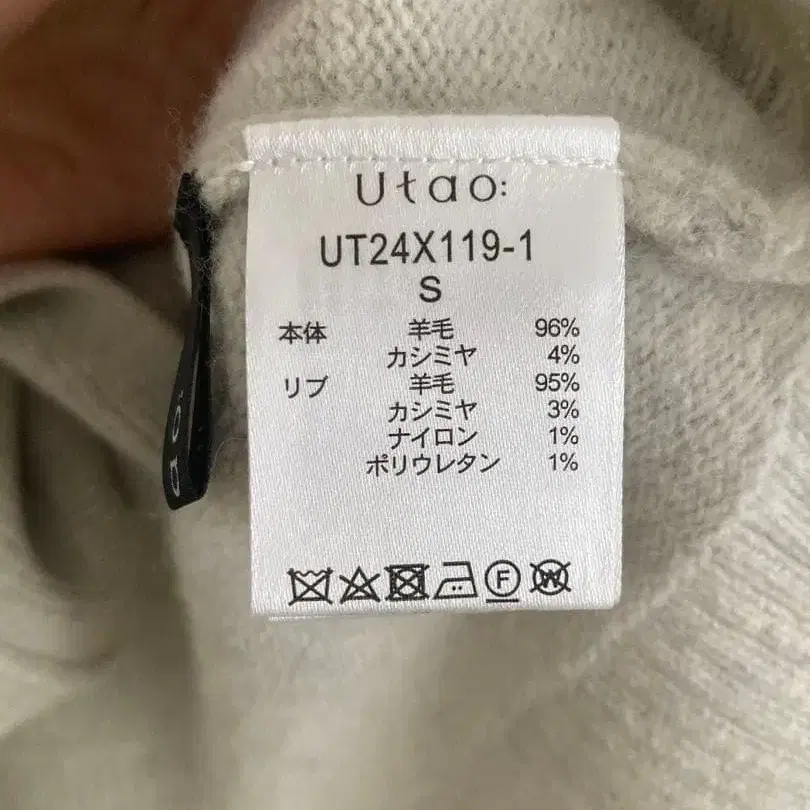 Utao:
UT24X119-1
S
本体 羊毛 96%
カシミヤ 4%
リブ 羊毛 95%
カシミヤ 3%
ナイロン 1%
ポリウレタン 1%
F
W
ao: